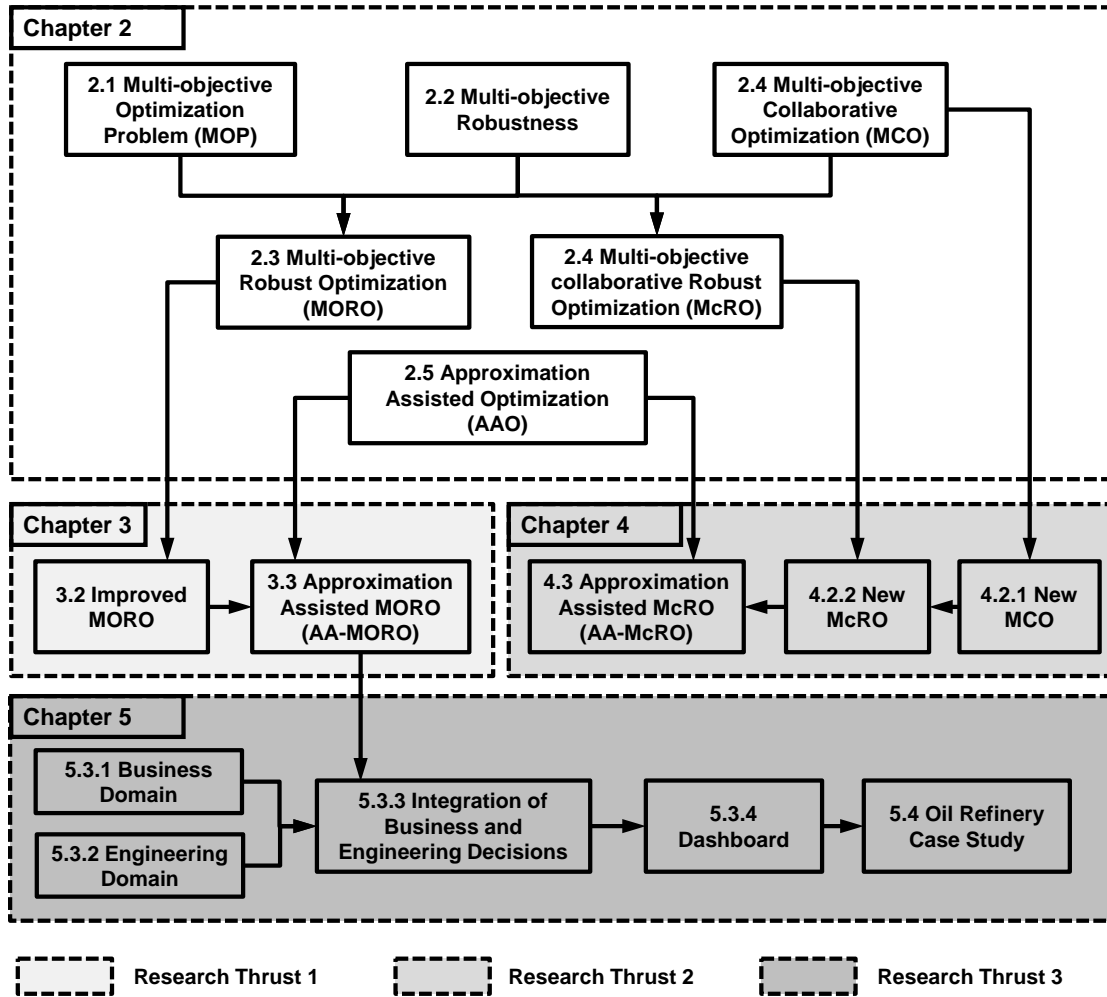 Chapter 2
2.1 Multi-objective
Optimization
Problem (MOP)
2.2 Multi-objective
Robustness
2.4 Multi-objective
Collaborative
Optimization (MCO)
2.3 Multi-objective
Robust Optimization
(MORO)
2.4 Multi-objective
collaborative Robust
Optimization (McRO)
2.5 Approximation
Assisted Optimization
(AAO)
Chapter 3
3.2 Improved
MORO
3.3 Approximation
Assisted MORO
(AA-MORO)
Chapter 4
4.3 Approximation
Assisted McRO
(AA-McRO)
4.2.2 New
McRO
4.2.1 New
MCO
Chapter 5
5.3.1 Business
Domain
5.3.2 Engineering
Domain
5.3.3 Integration of
Business and
Engineering Decisions
5.3.4
Dashboard
5.4 Oil Refinery
Case Study
Research Thrust 1
Research Thrust 2
Research Thrust 3